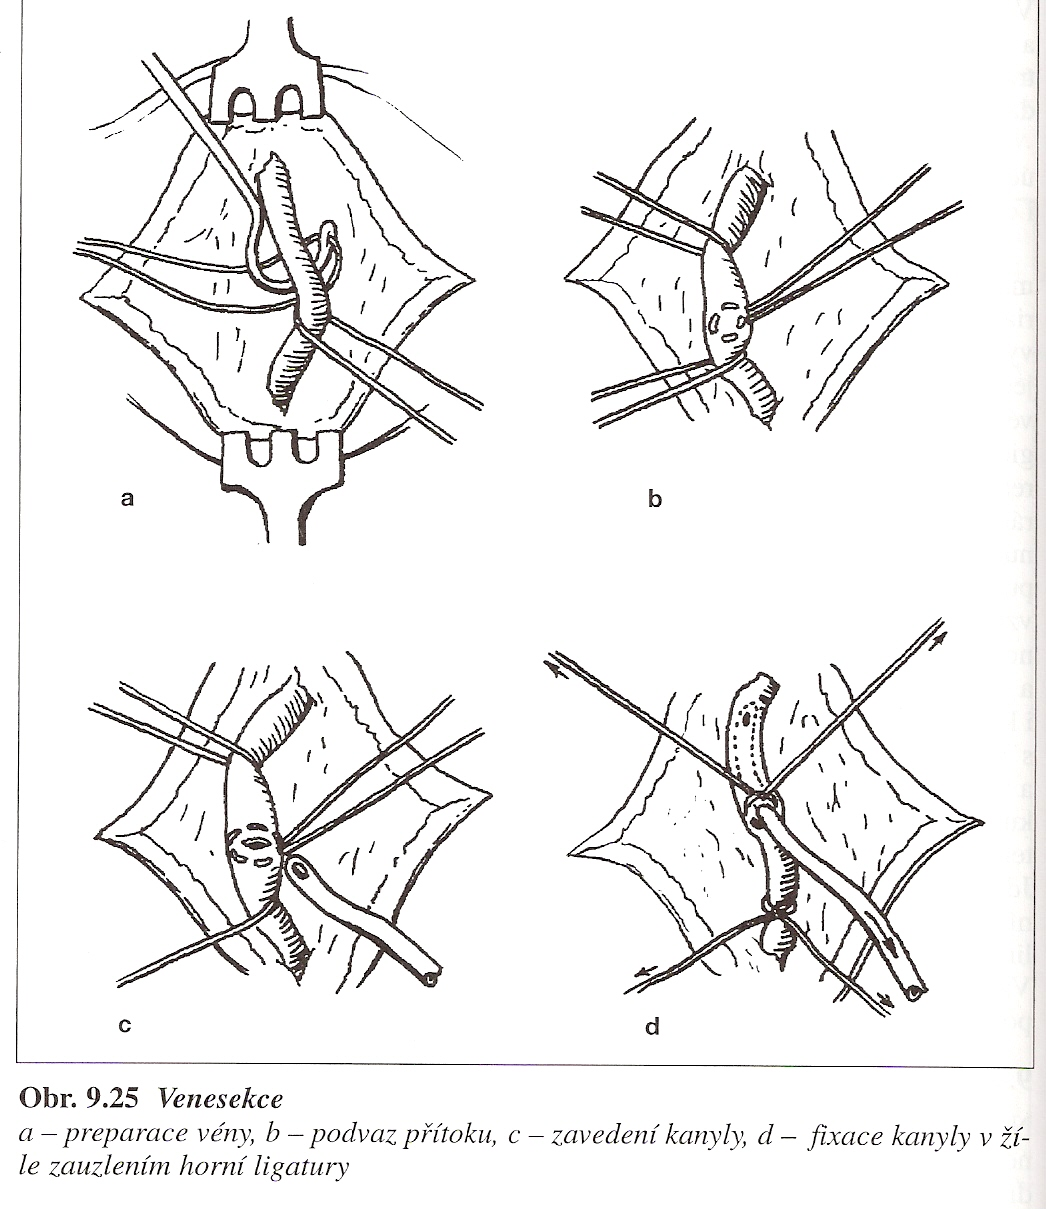 a
b
c
d
Obr. 9.25 Venesekce
a – preparace vény, b – podvaz přítoku, c – zavedení kanyly, d – fixace kanyly v ží-
le zauzlením horní ligatury